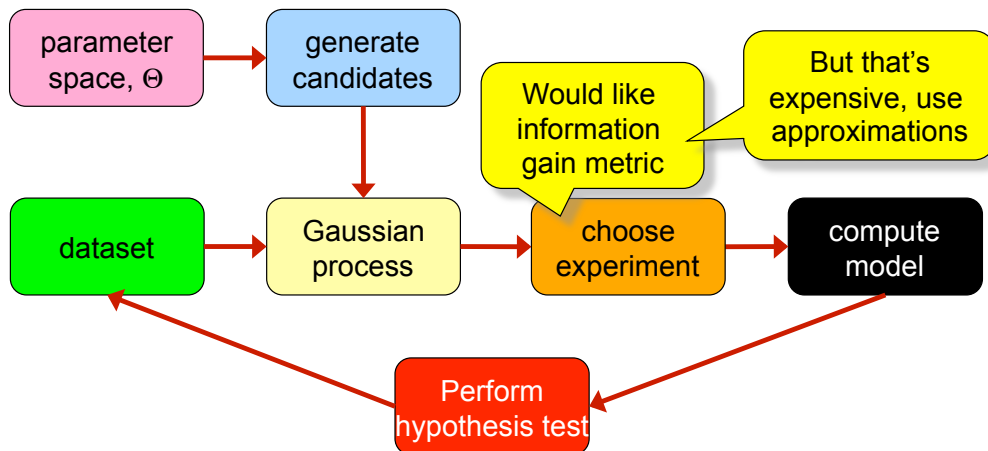 parameter
space, Θ
generate
candidates
Would like
information
gain metric
But that’s
expensive, use
approximations
dataset
Gaussian
process
choose
experiment
compute
model
Perform
hypothesis test